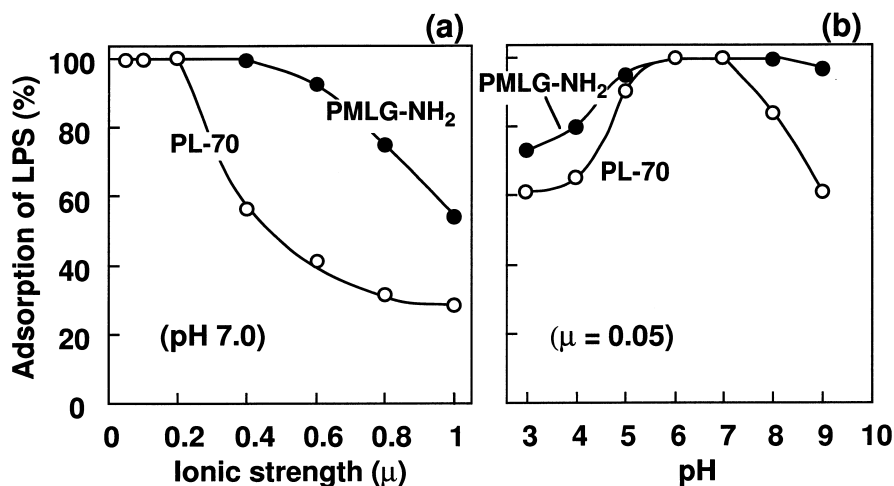 (a)
(b)
Adsorption of LPS (%)
100
80
60
40
20
0
PMLG-NH₂
PL-70
(pH 7.0)
0 0.2 0.4 0.6 0.8 1
Ionic strength (μ)
PMLG-NH₂
PL-70
(μ = 0.05)
3 4 5 6 7 8 9 10
pH